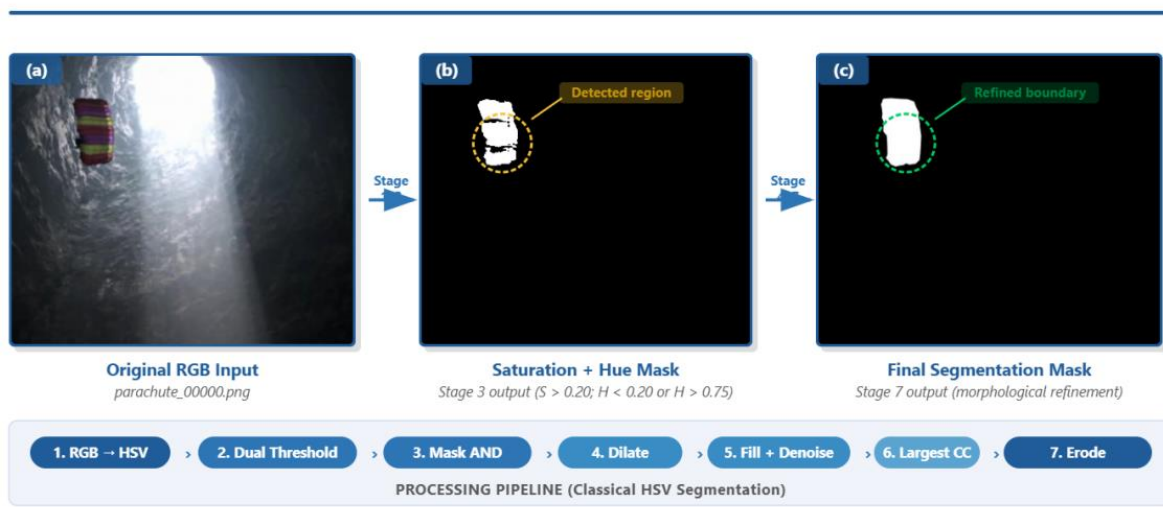 (a)
(b)
(c)
Detected region
Refined boundary
Stage
Stage
Original RGB Input
parachute_00000.png
Saturation + Hue Mask
Stage 3 output (S > 0.20; H < 0.20 or H > 0.75)
Final Segmentation Mask
Stage 7 output (morphological refinement)
1. RGB → HSV › 2. Dual Threshold › 3. Mask AND › 4. Dilate › 5. Fill + Denoise › 6. Largest CC › 7. Erode
PROCESSING PIPELINE (Classical HSV Segmentation)